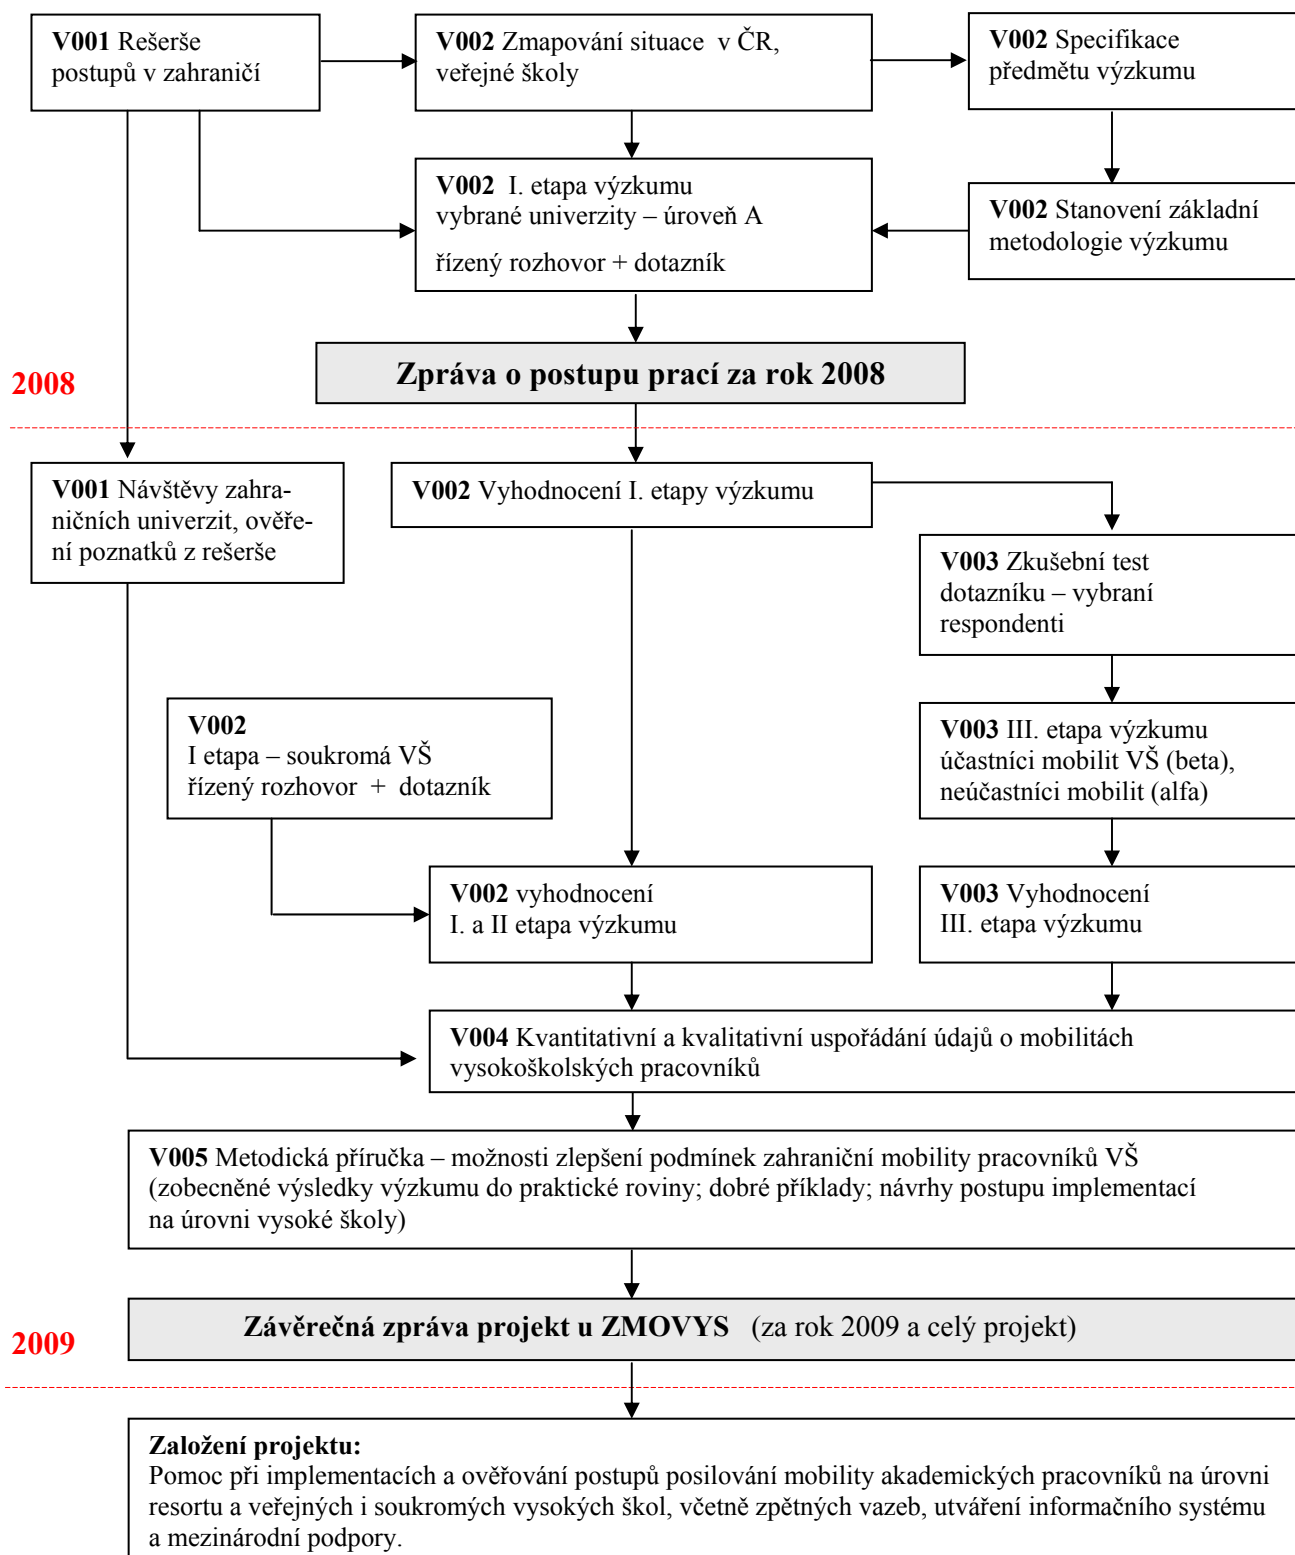 V001 Rešerše
postupů v zahraničí
V002 Zmapování situace v ČR,
veřejné školy
V002 Specifikace
předmětu výzkumu
V002 I. etapa výzkumu
vybrané univerzity – úroveň A
řízený rozhovor + dotazník
V002 Stanovení základní
metodologie výzkumu
Zpráva o postupu prací za rok 2008
2008
V001 Návštěvy zahra-
ničních univerzit, ověře-
ní poznatků z rešerše
V002 Vyhodnocení I. etapy výzkumu
V003 Zkušební test
dotazníku – vybraní
respondenti
V002
I etapa – soukromá VŠ
řízený rozhovor + dotazník
V003 III. etapa výzkumu
účastníci mobilit VŠ (beta),
neúčastníci mobilit (alfa)
V002 vyhodnocení
I. a II etapa výzkumu
V003 Vyhodnocení
III. etapa výzkumu
V004 Kvantitativní a kvalitativní uspořádání údajů o mobilitách
vysokoškolských pracovníků
V005 Metodická příručka – možnosti zlepšení podmínek zahraniční mobility pracovníků VŠ
(zobecněné výsledky výzkumu do praktické roviny; dobré příklady; návrhy postupu implementací
na úrovni vysoké školy)
Závěrečná zpráva projekt u ZMOVYS (za rok 2009 a celý projekt)
2009
Založení projektu:
Pomoc při implementacích a ověřování postupů posilování mobility akademických pracovníků na úrovni
resortu a veřejných i soukromých vysokých škol, včetně zpětných vazeb, utváření informačního systému
a mezinárodní podpory.